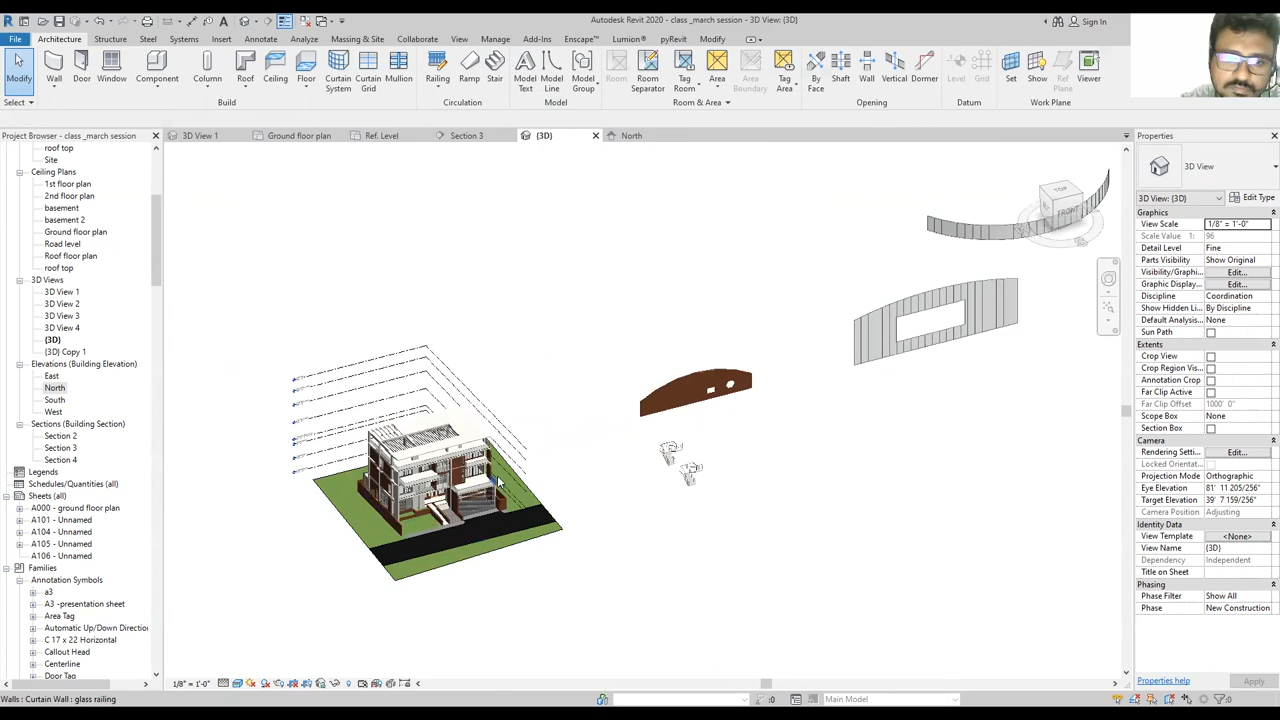 Autodesk Revit 2020 - class _march session - 3D View: {3D}
Sign In
File Architecture Structure Steel Systems Insert Annotate Analyze Massing & Site Collaborate View Manage Add-Ins Enscape™ Lumion® pyRevit Modify
Modify Wall Door Window Component Column Roof Ceiling Floor Curtain System Curtain Grid Mullion Railing Ramp Stair Model Text Model Line Model Group Room Room Separator Tag Room Area Area Boundary Tag Area By Face Shaft Wall Vertical Dormer Level Grid Set Show Ref Plane Viewer
Select Build Circulation Model Room & Area Opening Datum Work Plane
Project Browser - class _march session
3D View 1 Ground floor plan Ref. Level Section 3 {3D} North
Properties
roof top
Site
Ceiling Plans
1st floor plan
2nd floor plan
basement
basement 2
Ground floor plan
Road level
Roof floor plan
roof top
3D Views
3D View 1
3D View 2
3D View 3
3D View 4
{3D}
{3D} Copy 1
Elevations (Building Elevation)
East
North
South
West
Sections (Building Section)
Section 2
Section 3
Section 4
Legends
Schedules/Quantities (all)
Sheets (all)
A000 - ground floor plan
A101 - Unnamed
A104 - Unnamed
A105 - Unnamed
A106 - Unnamed
Families
Annotation Symbols
a3
A3 -presentation sheet
Area Tag
Automatic Up/Down Directio
C 17 x 22 Horizontal
Callout Head
Centerline
Door Tag
TOP
FRONT
3D View
3D View: {3D} Edit Type
Graphics
View Scale 1/8" = 1'-0"
Scale Value 1: 96
Detail Level Fine
Parts Visibility Show Original
Visibility/Graphi... Edit...
Graphic Display... Edit...
Discipline Coordination
Show Hidden Li... By Discipline
Default Analysis... None
Sun Path
Extents
Crop View
Crop Region Vis...
Annotation Crop
Far Clip Active
Far Clip Offset 1000' 0"
Scope Box None
Section Box
Camera
Rendering Setti... Edit...
Locked Orientat...
Projection Mode Orthographic
Eye Elevation 81' 11 205/256"
Target Elevation 39' 7 159/256"
Camera Position Adjusting
Identity Data
View Template <None>
View Name {3D}
Dependency Independent
Title on Sheet
Phasing
Phase Filter Show All
Phase New Construction
Properties help Apply
1/8" = 1'-0"
Walls : Curtain Wall : glass railing :0 Main Model :0